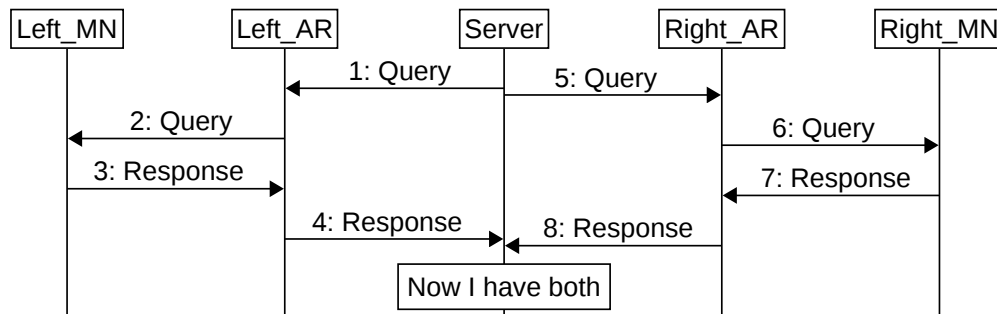 Left_MN
Left_AR
Server
Right_AR
Right_MN
1: Query
5: Query
2: Query
6: Query
3: Response
7: Response
4: Response
8: Response
Now I have both